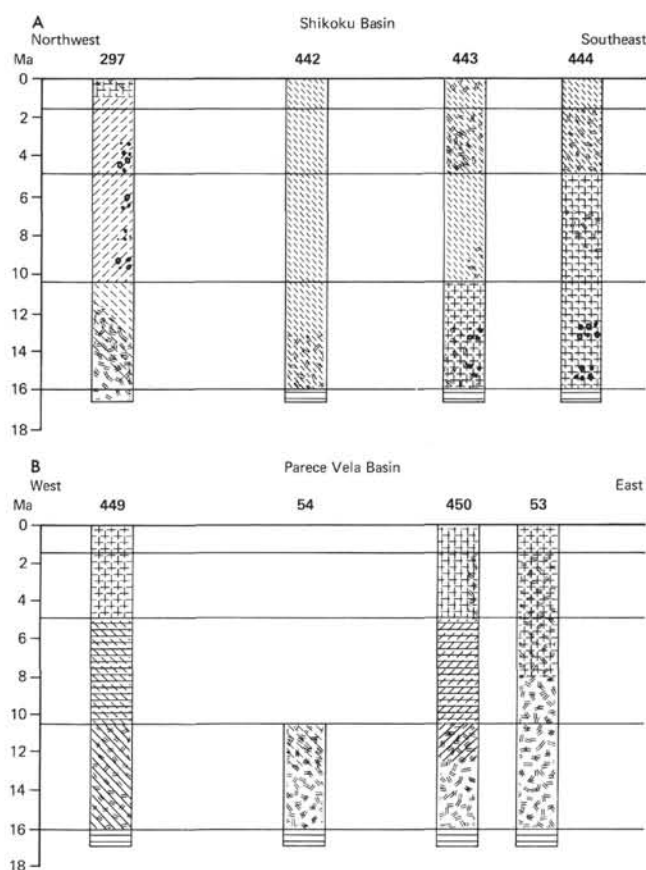 A
Shikoku Basin
Northwest Southeast
Ma 297 442 443 444
0
2
4
6
8
10
12
14
16
18
B
Parece Vela Basin
West East
Ma 449 54 450 53
0
2
4
6
8
10
12
14
16
18